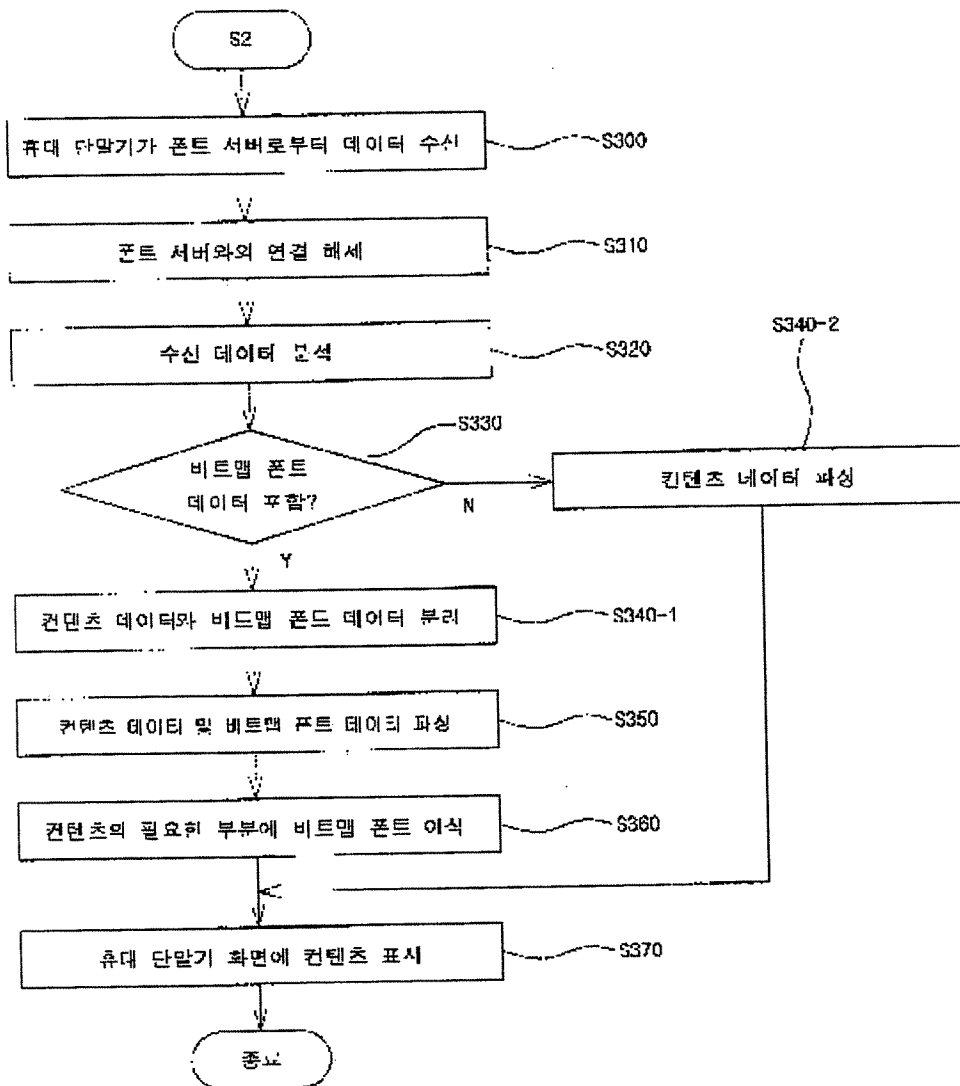 S2
휴대 단말기가 폰트 서버로부터 데이터 수신
S300
폰트 서버와의 연결 해세
S310
수신 데이터 분석
S320
S340-2
S330
비트맵 폰트
데이터 포함?
N
컨텐츠 데이터 파싱
Y
컨텐츠 데이터와 비트맵 폰트 데이터 분리
S340-1
컨텐츠 데이터 및 비트맵 폰트 데이터 파싱
S350
컨텐츠의 필요한 부분에 비트맵 폰트 이식
S360
휴대 단말기 화면에 컨텐츠 표시
S370
종료